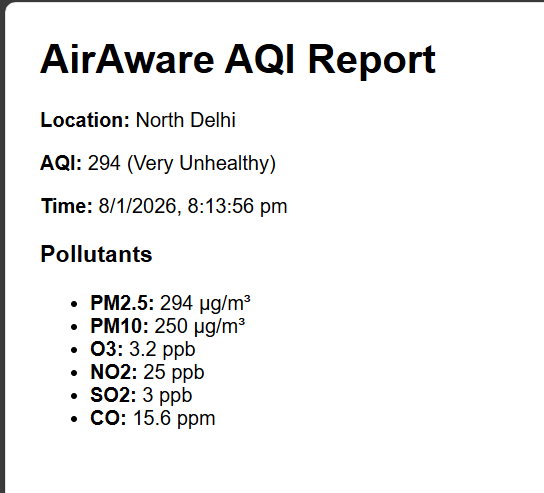 AirAware AQI Report
Location: North Delhi
AQI: 294 (Very Unhealthy)
Time: 8/1/2026, 8:13:56 pm
Pollutants
• PM2.5: 294 µg/m³
• PM10: 250 µg/m³
• O3: 3.2 ppb
• NO2: 25 ppb
• SO2: 3 ppb
• CO: 15.6 ppm